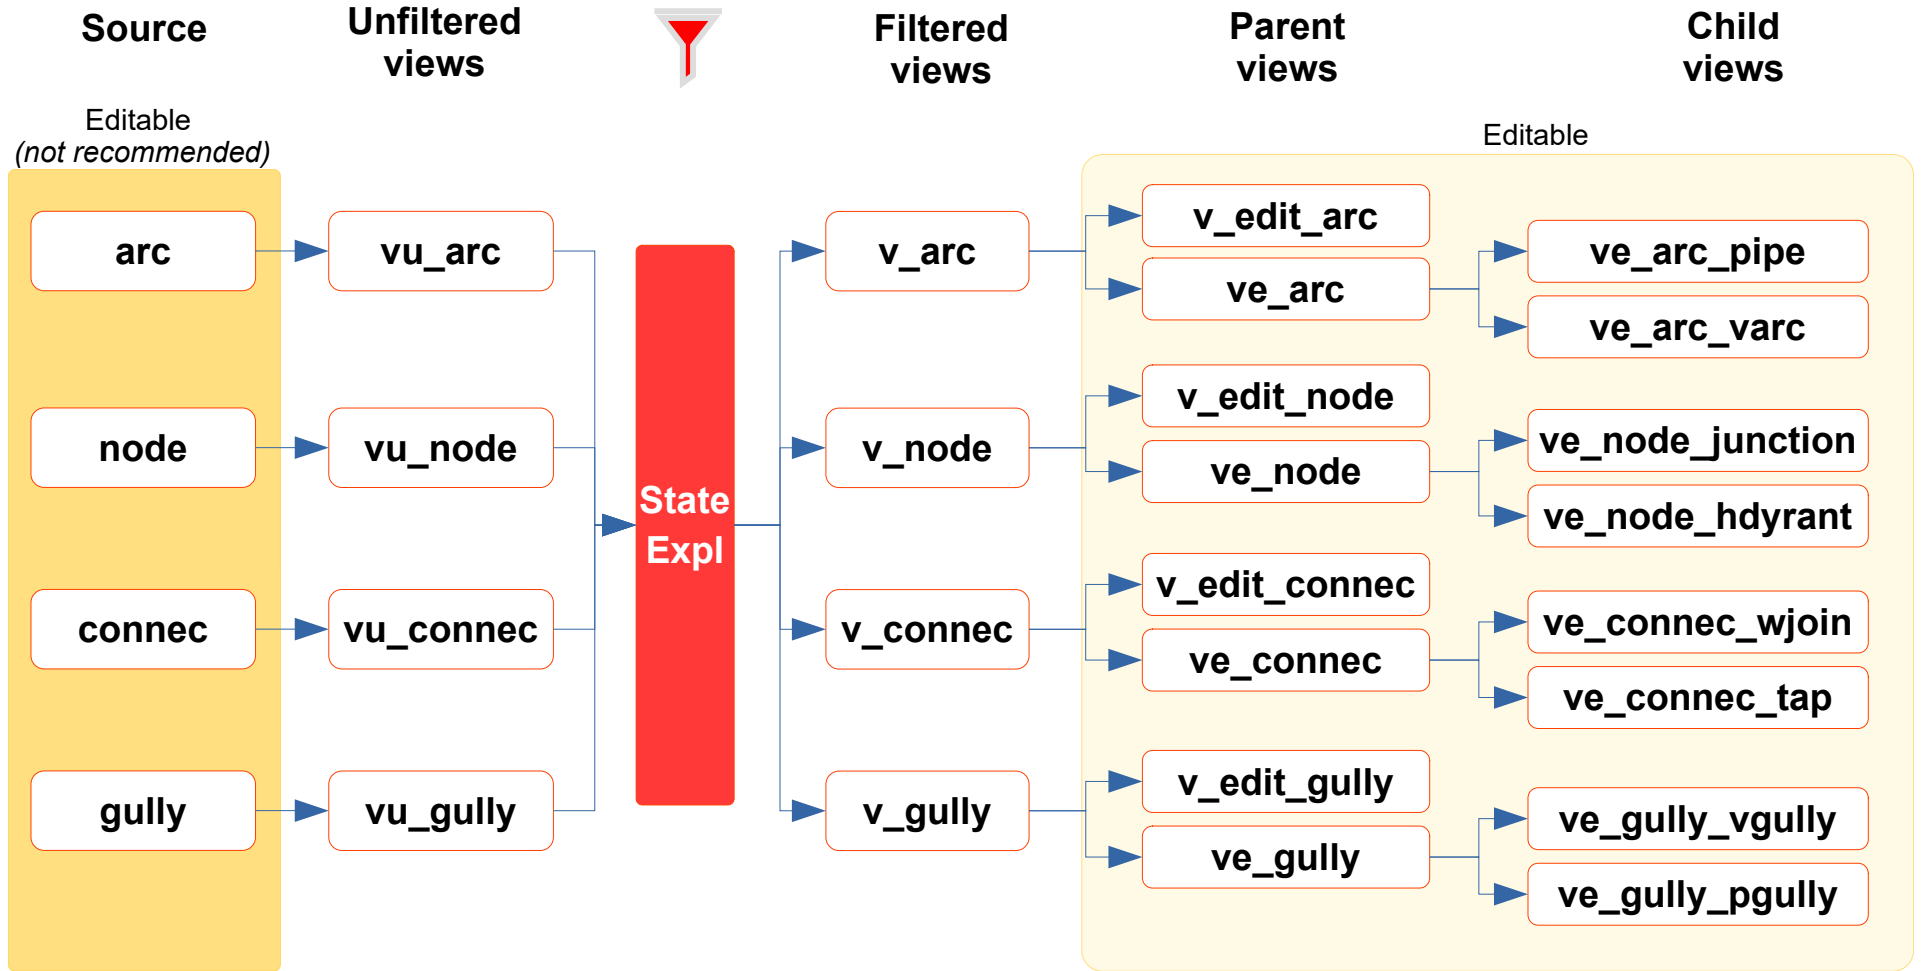 Source
Unfiltered
views
Filtered
views
Parent
views
Child
views
Editable
(not recommended)
Editable
arc
vu_arc
v_arc
v_edit_arc
ve_arc
ve_arc_pipe
ve_arc_varc
node
vu_node
State
Expl
v_node
v_edit_node
ve_node
ve_node_junction
ve_node_hdyrant
connec
vu_connec
v_connec
v_edit_connec
ve_connec
ve_connec_wjoin
ve_connec_tap
gully
vu_gully
v_gully
v_edit_gully
ve_gully
ve_gully_vgully
ve_gully_pgully